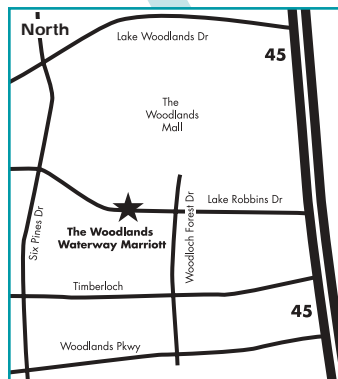 North
Lake Woodlands Dr
45
The
Woodlands
Mall
Lake Robbins Dr
Six Pines Dr
Woodloch Forest Dr
The Woodlands
Waterway Marriott
Timberloch
45
Woodlands Pkwy